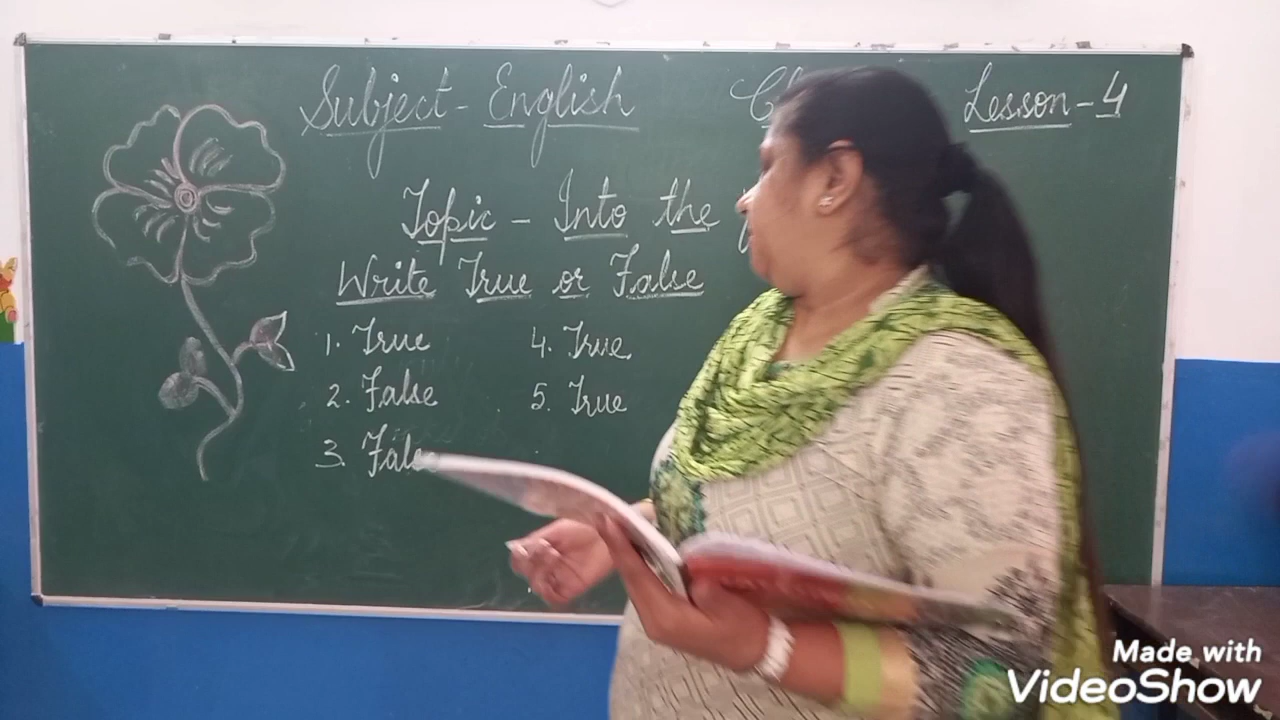 Subject - English Lesson - 4
Topic - Into the
Write True or False
1. True 4. True
2. False 5. True
3. False
Made with
VideoShow